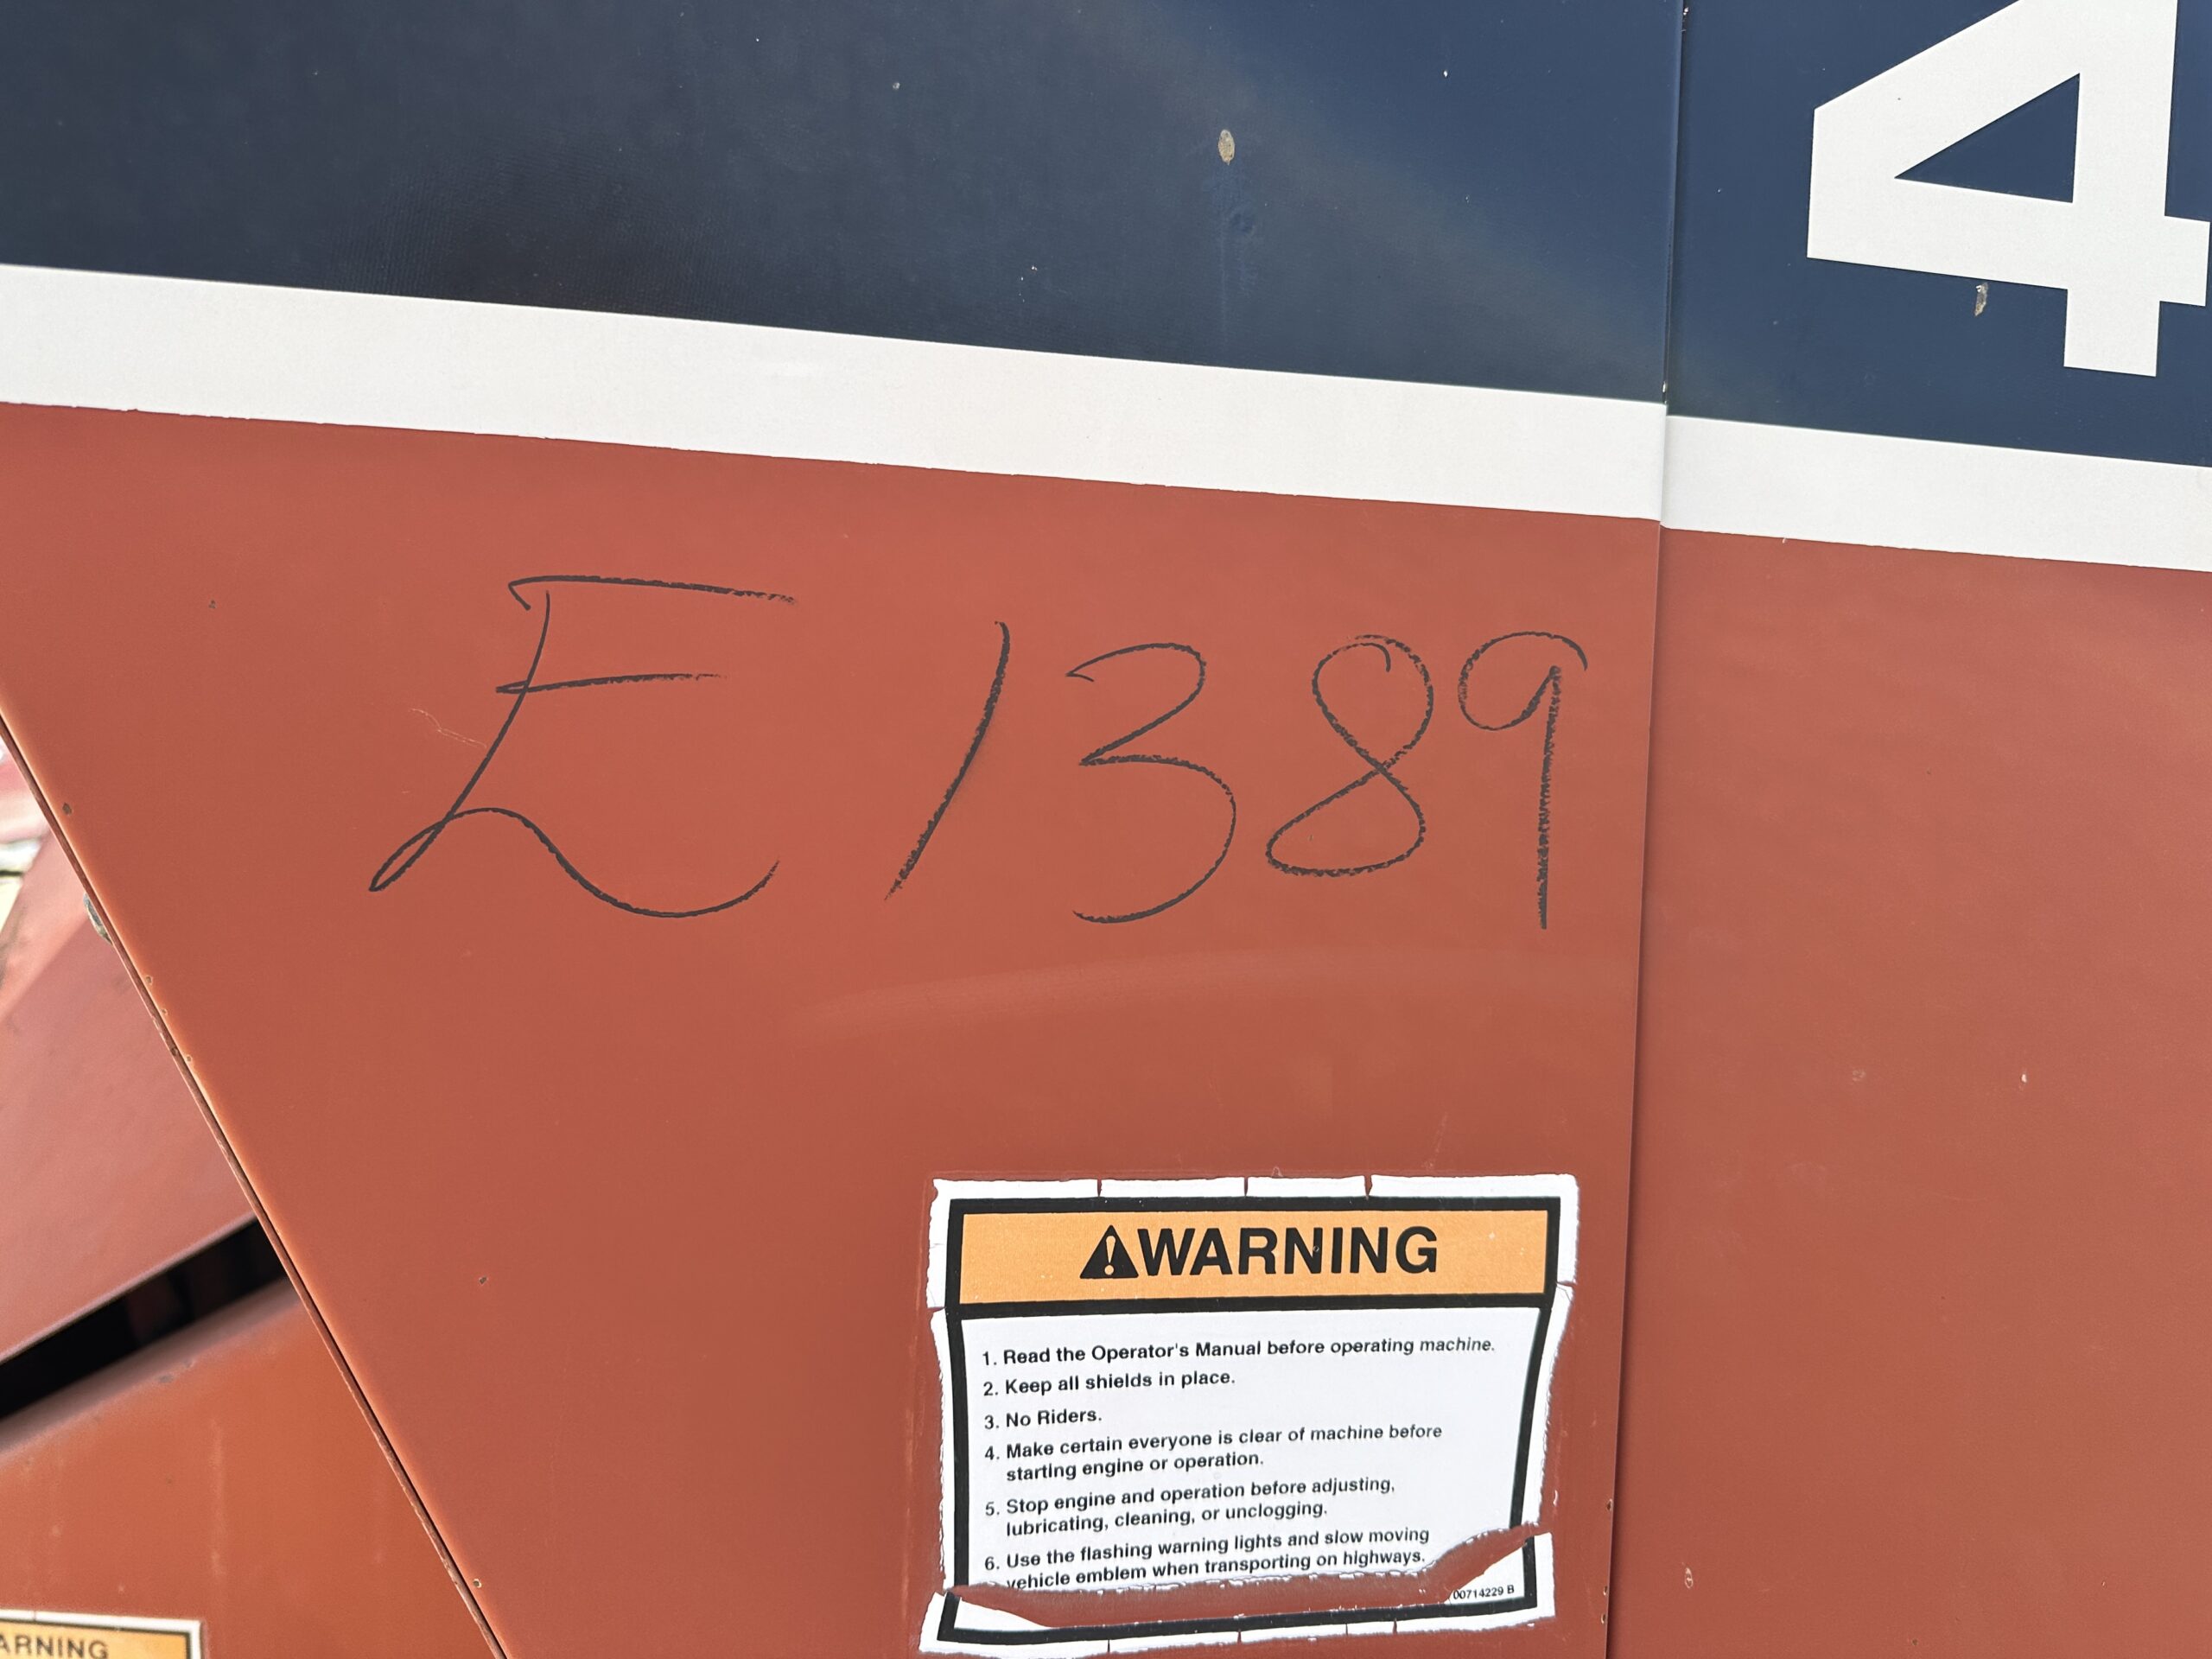 4
E1389
⚠WARNING
1. Read the Operator's Manual before operating machine.
2. Keep all shields in place.
3. No Riders.
4. Make certain everyone is clear of machine before
starting engine or operation.
5. Stop engine and operation before adjusting,
lubricating, cleaning, or unclogging.
6. Use the flashing warning lights and slow moving
vehicle emblem when transporting on highways.
00714229 B
ARNING